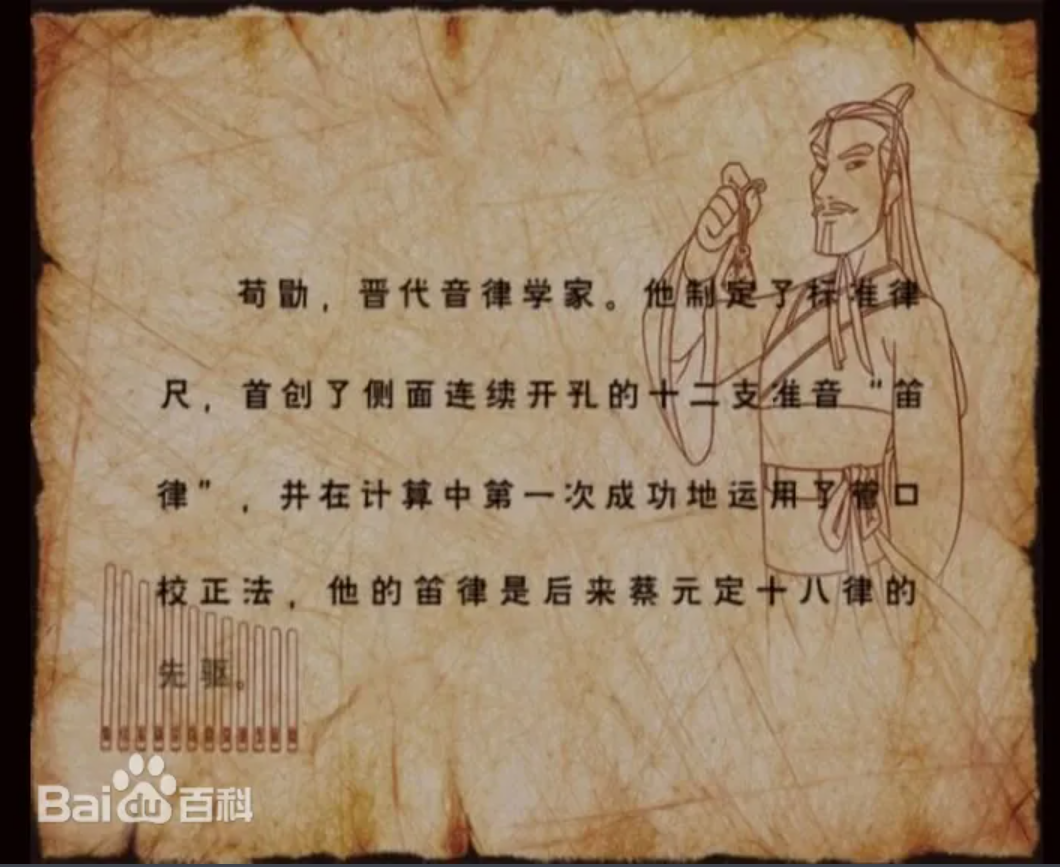 荀勖，晋代音律学家。他制定了标准律
尺，首创了侧面连续开孔的十二支准音“笛
律”，并在计算中第一次成功地运用了管口
校正法，他的笛律是后来蔡元定十八律的
先驱。
Bai du 百科